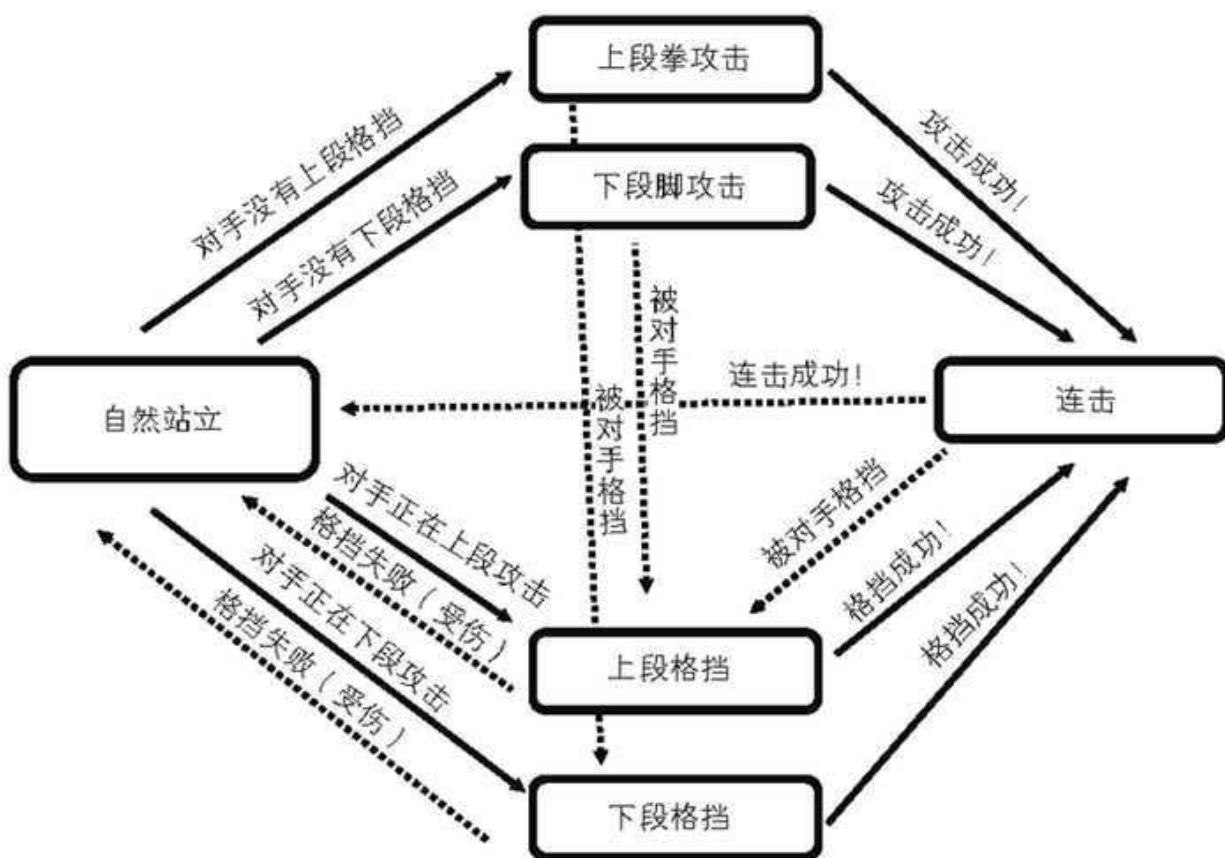 上段拳攻击
对手没有上段格挡
攻击成功!
下段脚攻击
对手没有下段格挡
攻击成功!
被对手格挡
被对手格挡
连击成功!
自然站立
连击
对手正在上段攻击
格挡失败(受伤)
对手正在下段攻击
格挡失败(受伤)
被对手格挡
格挡成功!
格挡成功!
上段格挡
下段格挡